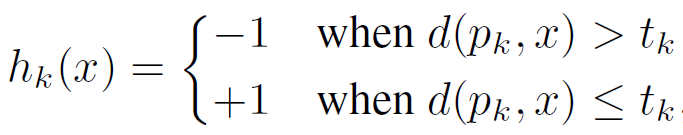 h_k(x) = { −1 when d(p_k, x) > t_k
+1 when d(p_k, x) ≤ t_k.